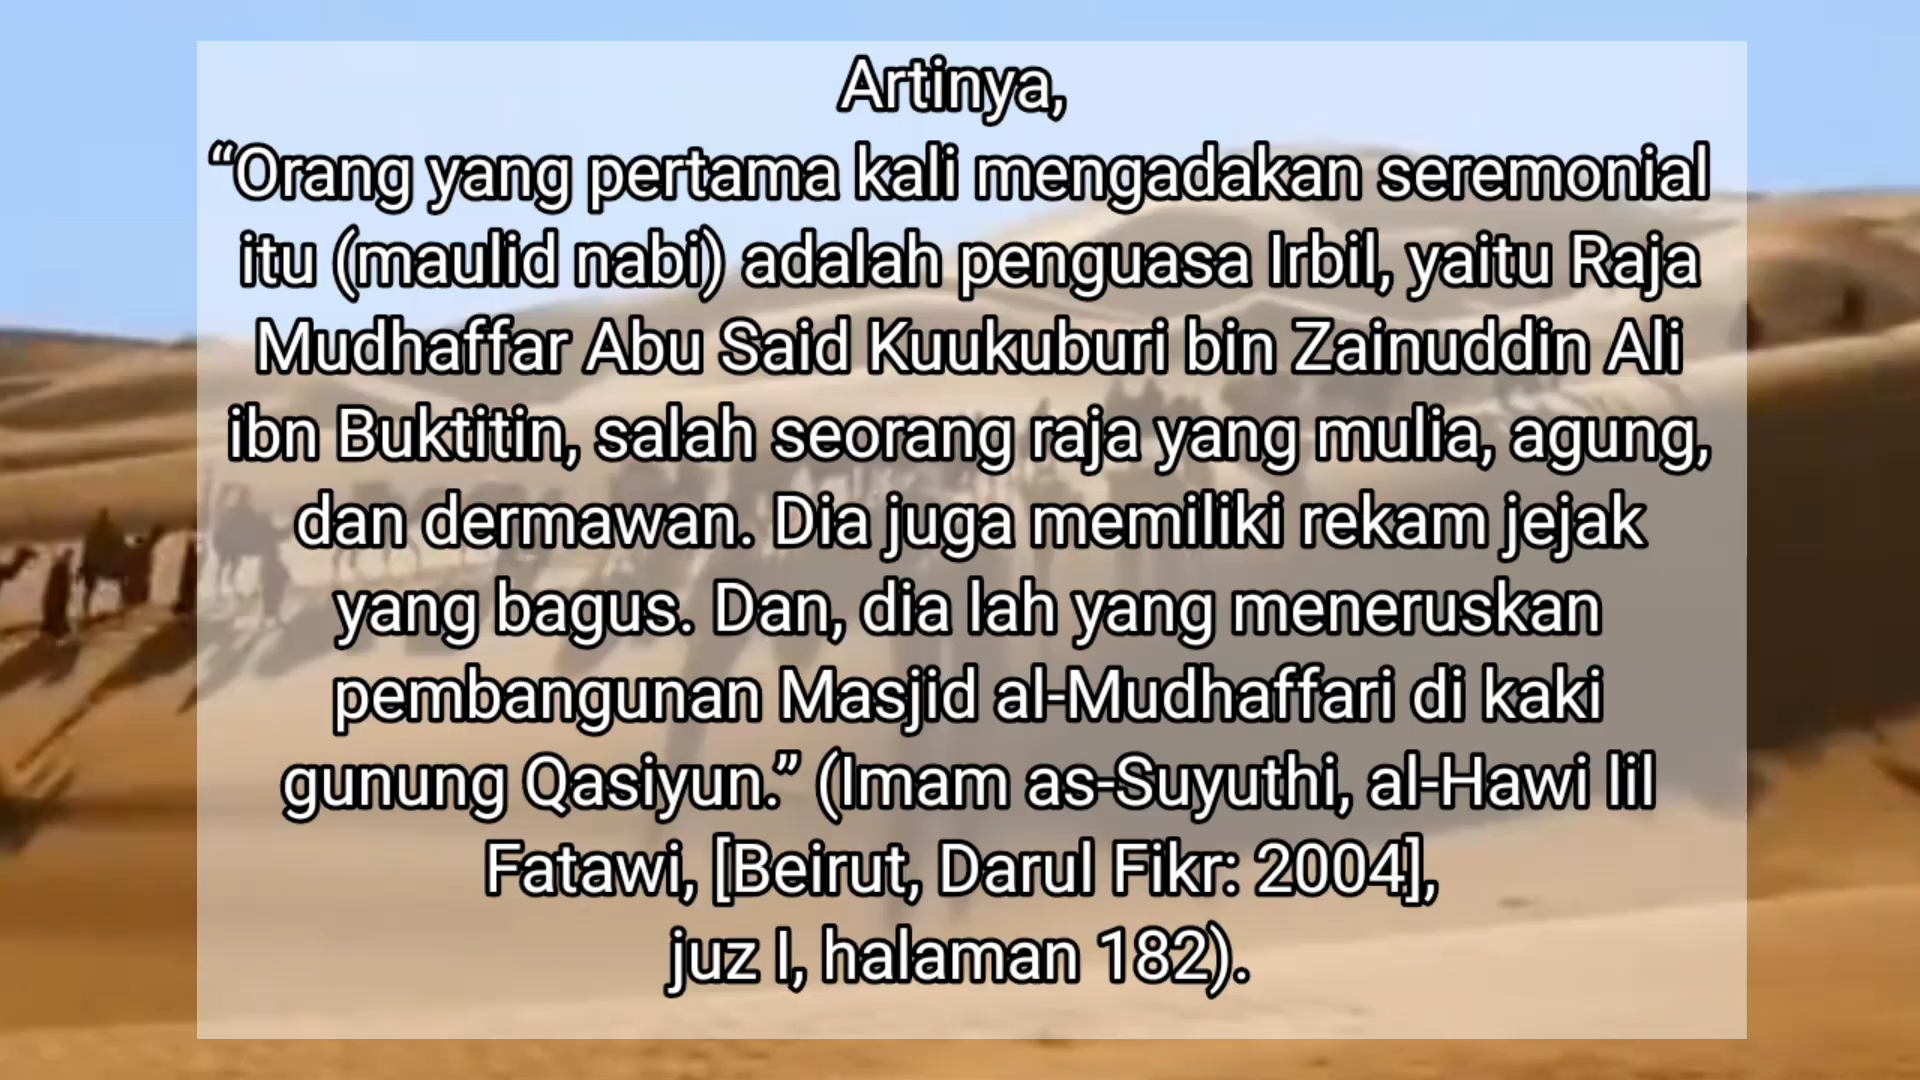 Artinya,
“Orang yang pertama kali mengadakan seremonial
itu (maulid nabi) adalah penguasa Irbil, yaitu Raja
Mudhaffar Abu Said Kuukuburi bin Zainuddin Ali
ibn Buktitin, salah seorang raja yang mulia, agung,
dan dermawan. Dia juga memiliki rekam jejak
yang bagus. Dan, dia lah yang meneruskan
pembangunan Masjid al-Mudhaffari di kaki
gunung Qasiyun.” (Imam as-Suyuthi, al-Hawi lil
Fatawi, [Beirut, Darul Fikr: 2004],
juz I, halaman 182).